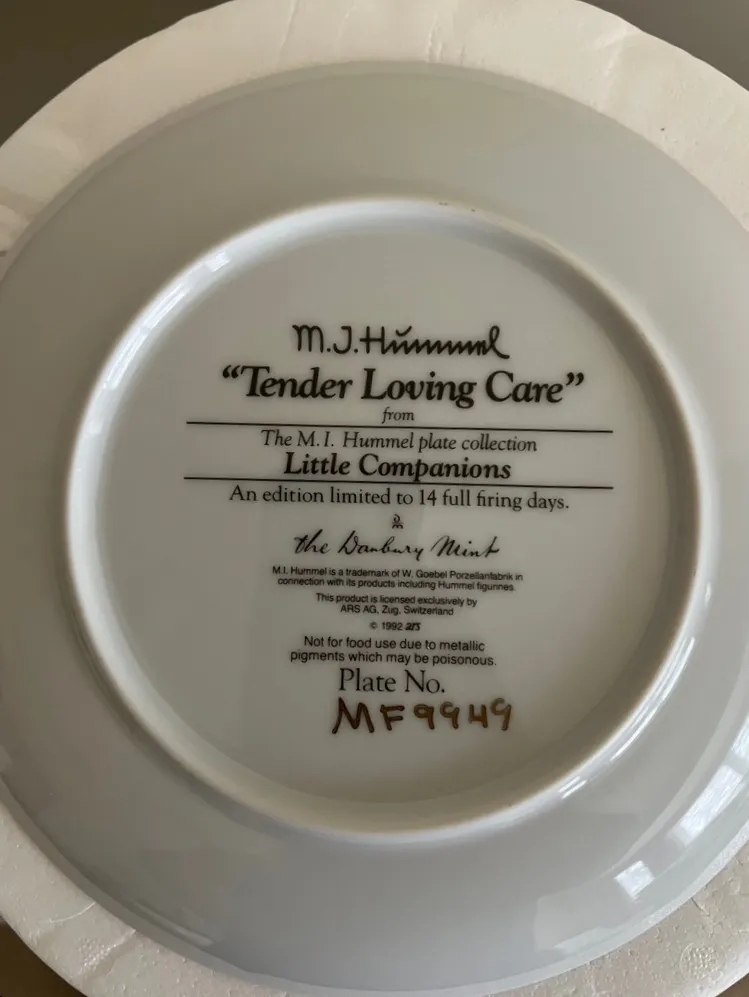 M.J.Hummel
“Tender Loving Care”
from
The M.I. Hummel plate collection
Little Companions
An edition limited to 14 full firing days.
the Danbury Mint
M.I. Hummel is a trademark of W. Goebel Porzellanfabrik in
connection with its products including Hummel figurines.
This product is licensed exclusively by
ARS AG, Zug, Switzerland
© 1992 ars
Not for food use due to metallic
pigments which may be poisonous.
Plate No.
MF9949